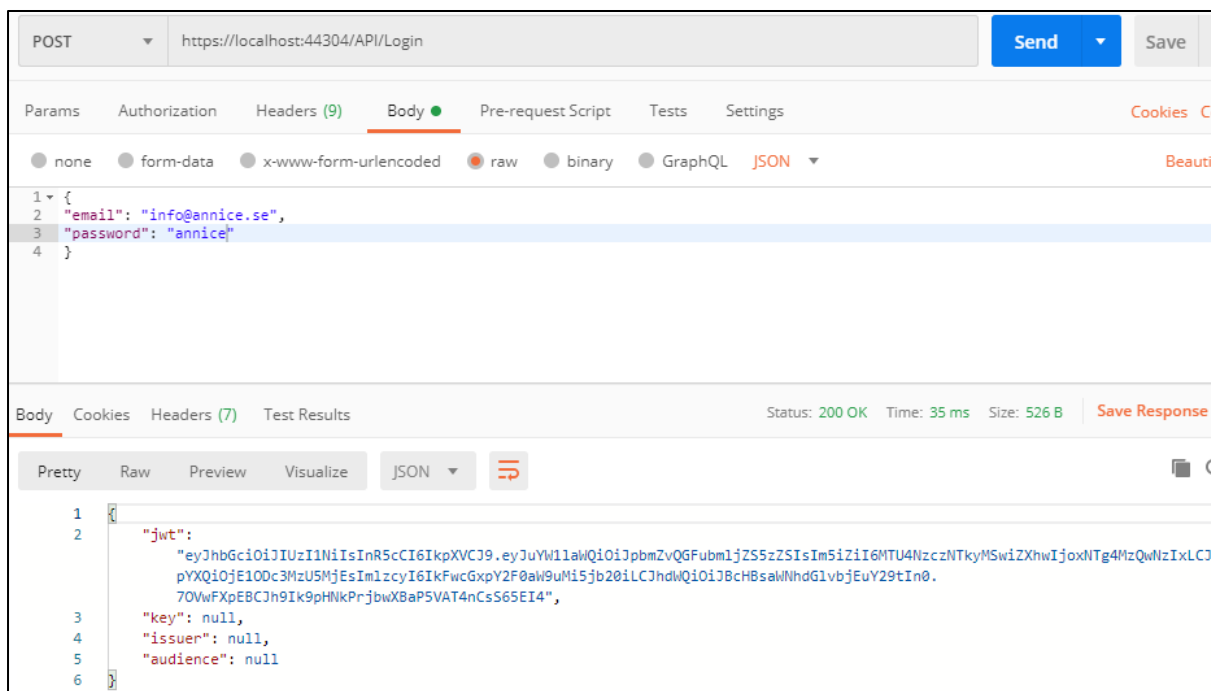 POST https://localhost:44304/API/Login Send Save
Params Authorization Headers (9) Body Pre-request Script Tests Settings Cookies C
none form-data x-www-form-urlencoded raw binary GraphQL JSON Beauti
1 {
2 "email": "info@annice.se",
3 "password": "annice"
4 }
Body Cookies Headers (7) Test Results Status: 200 OK Time: 35 ms Size: 526 B Save Response
Pretty Raw Preview Visualize JSON
1 {
2 "jwt":
"eyJhbGciOiJIUzI1NiIsInR5cCI6IkpXVCJ9.eyJuYW1laWQiOiJpbmZvQGFubmljZS5zZSIsIm5iZiI6MTU4NzczNTkyMSwiZXhwIjoxNTg4MzQwNzIxLCJ
pYXQiOjE1ODc3MzU5MjEsImlzcyI6IkFwcGxpY2F0aW9uMi5jb20iLCJhdWQiOiJBcHBsaWNhdGlvbjEuY29tIn0.
7OVwFXpEBCJh9Ik9pHNkPrjbwXBaP5VAT4nCsS65EI4",
3 "key": null,
4 "issuer": null,
5 "audience": null
6 }